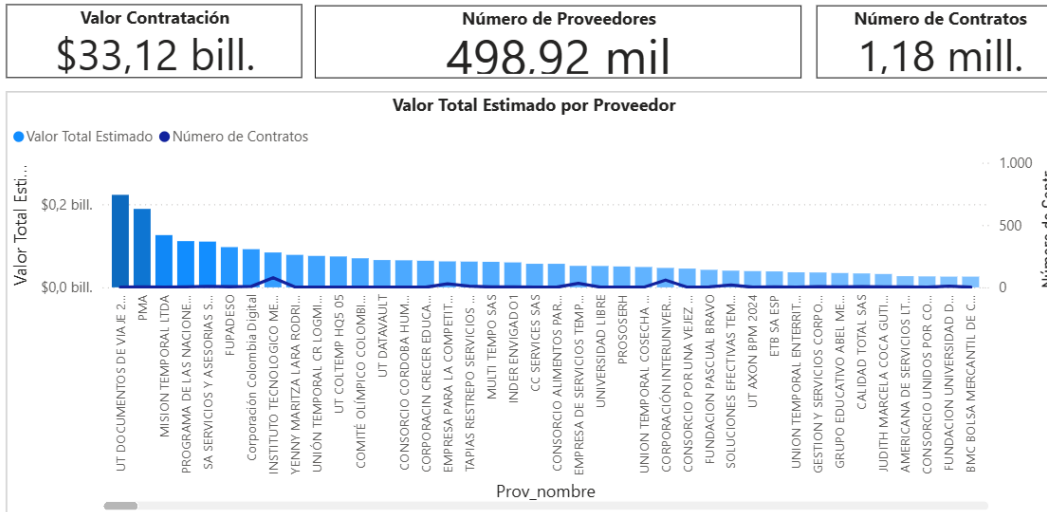 Valor Contratación
$33,12 bill.
Número de Proveedores
498,92 mil
Número de Contratos
1,18 mill.
Valor Total Estimado por Proveedor
Valor Total Estimado
Número de Contratos
Valor Total Esti...
$0,2 bill.
$0,0 bill.
1.000
500
0
Número de Contr...
UT DOCUMENTOS DE VIAJE 2...
PMA
MISION TEMPORAL LTDA
PROGRAMA DE LAS NACIONE...
SA SERVICIOS Y ASESORIAS S...
FUPADESO
Corporación Colombia Digital
INSTITUTO TECNOLOGICO ME...
YENNY MARITZA LARA RODRI...
UNIÓN TEMPORAL CR LOGMI...
UT COLTEMP HQ5 05
COMITÉ OLÍMPICO COLOMBI...
UT DATAVAULT
CONSORCIO CORDOBA HUM...
CORPORACIN CRECER EDUCA...
EMPRESA PARA LA COMPETIT...
TAPIAS RESTREPO SERVICIOS ...
MULTI TEMPO SAS
INDER ENVIGADO1
CC SERVICES SAS
CONSORCIO ALIMENTOS PAR...
EMPRESA DE SERVICIOS TEMP...
UNIVERSIDAD LIBRE
PROSOSERH
UNION TEMPORAL COSECHA ...
CORPORACIÓN INTERUNIVER...
CONSORCIO POR UNA VEJEZ ...
FUNDACION PASCUAL BRAVO
SOLUCIONES EFECTIVAS TEM...
UT AXON BPM 2024
ETB SA ESP
UNION TEMPORAL ENTERRIT...
GESTION Y SERVICIOS CORPO...
GRUPO EDUCATIVO ABEL ME...
CALIDAD TOTAL SAS
JUDITH MARCELA COCA GUTI...
AMERICANA DE SERVICIOS LT...
CONSORCIO UNIDOS POR CO...
FUNDACION UNIVERSIDAD D...
BMC BOLSA MERCANTIL DE C...
Prov_nombre